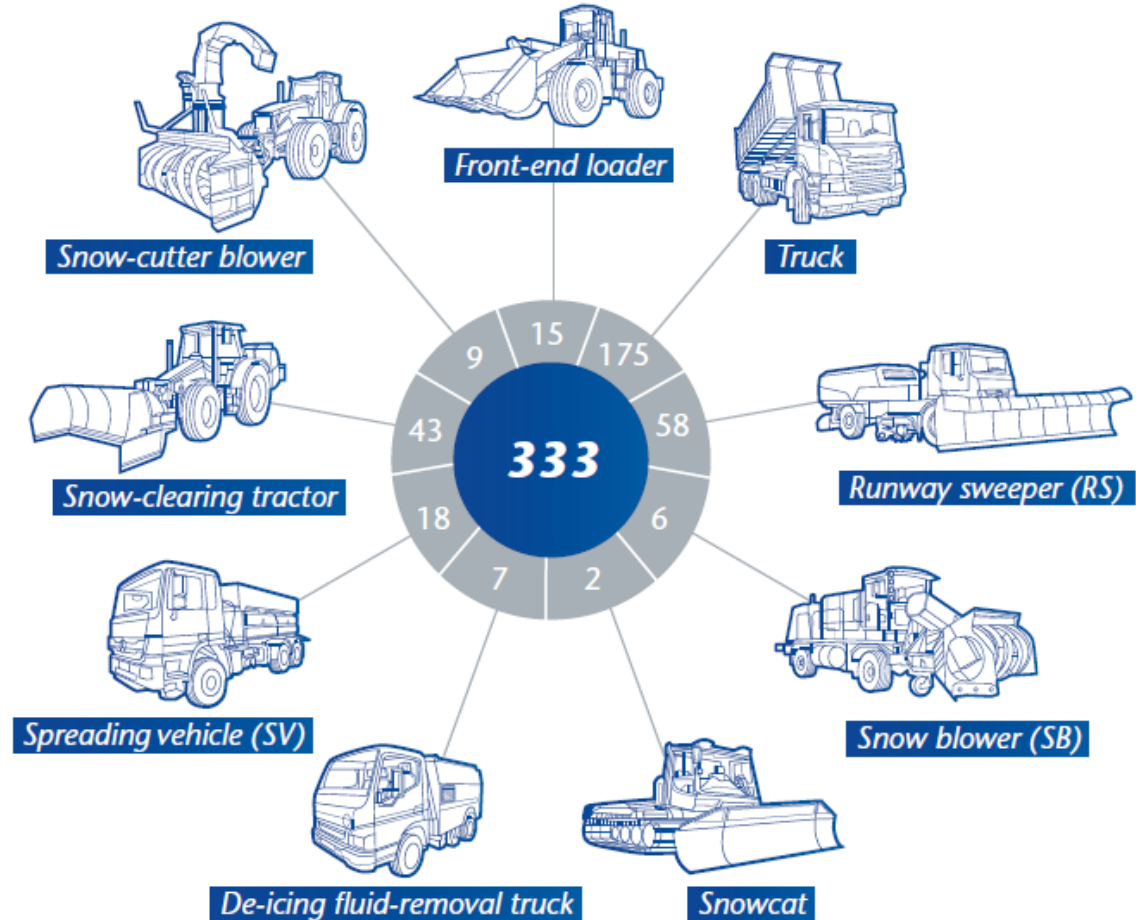 Front-end loader
Snow-cutter blower
Truck
15
9
175
43
58
333
Snow-clearing tractor
Runway sweeper (RS)
18
6
7
2
Spreading vehicle (SV)
Snow blower (SB)
De-icing fluid-removal truck
Snowcat